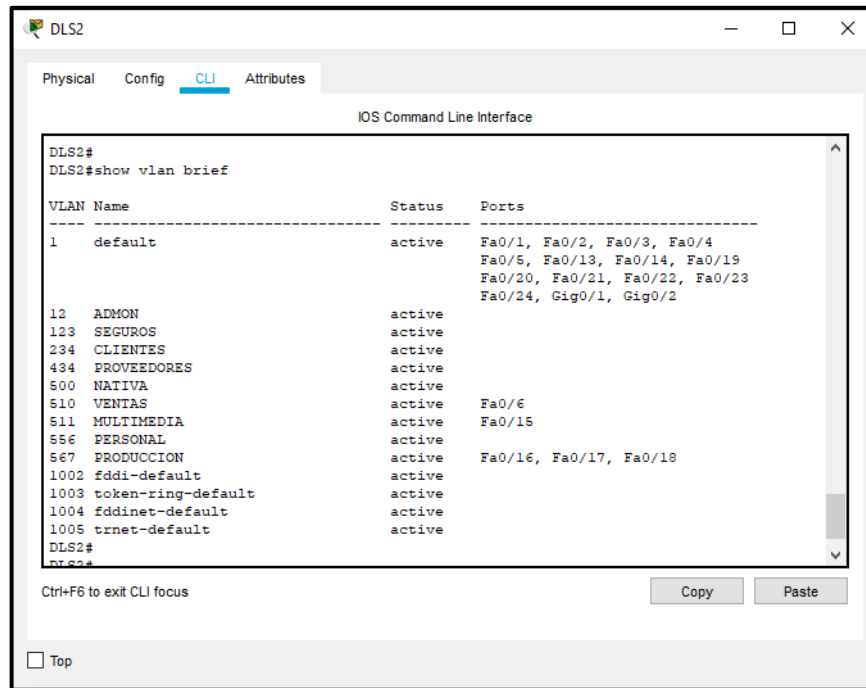 DLS2
Physical Config CLI Attributes
IOS Command Line Interface
DLS2#
DLS2#show vlan brief
VLAN Name Status Ports
---- -------------------------------- --------- -------------------------------
1 default active Fa0/1, Fa0/2, Fa0/3, Fa0/4
Fa0/5, Fa0/13, Fa0/14, Fa0/19
Fa0/20, Fa0/21, Fa0/22, Fa0/23
Fa0/24, Gig0/1, Gig0/2
12 ADMON active
123 SEGUROS active
234 CLIENTES active
434 PROVEEDORES active
500 NATIVA active
510 VENTAS active Fa0/6
511 MULTIMEDIA active Fa0/15
556 PERSONAL active
567 PRODUCCION active Fa0/16, Fa0/17, Fa0/18
1002 fddi-default active
1003 token-ring-default active
1004 fddinet-default active
1005 trnet-default active
DLS2#
DLS2#
Ctrl+F6 to exit CLI focus
Copy Paste
Top